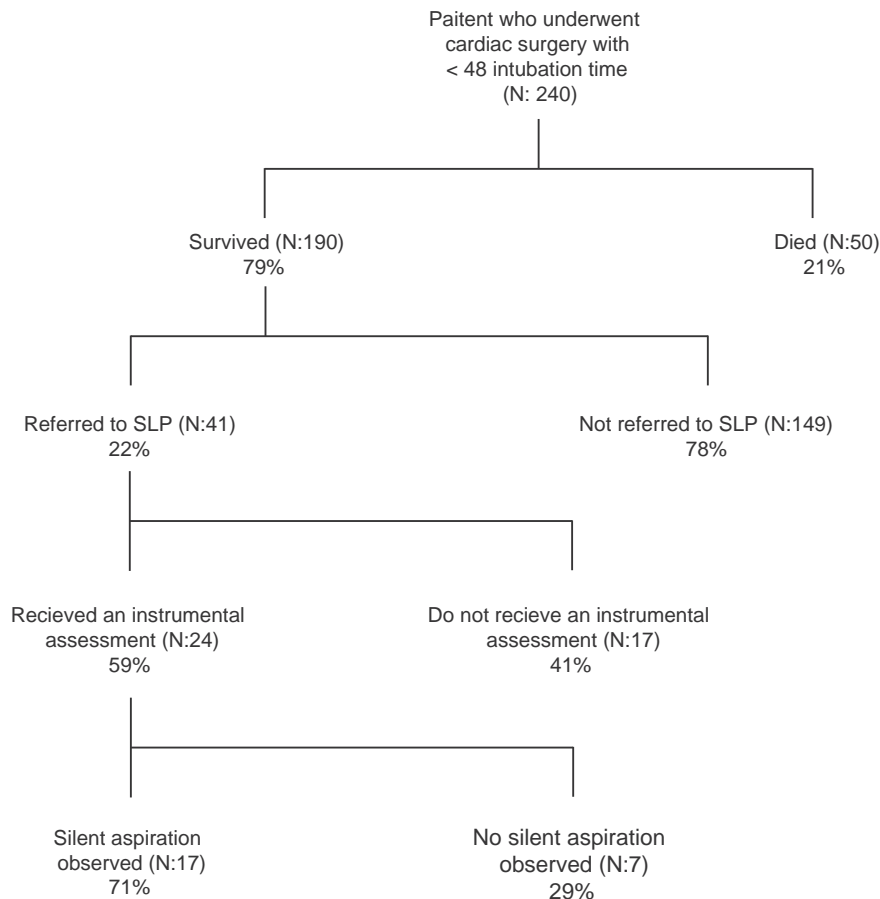 Paitent who underwent
cardiac surgery with
< 48 intubation time
(N: 240)
Survived (N:190)
79%
Died (N:50)
21%
Referred to SLP (N:41)
22%
Not referred to SLP (N:149)
78%
Recieved an instrumental
assessment (N:24)
59%
Do not recieve an instrumental
assessment (N:17)
41%
Silent aspiration
observed (N:17)
71%
No silent aspiration
observed (N:7)
29%